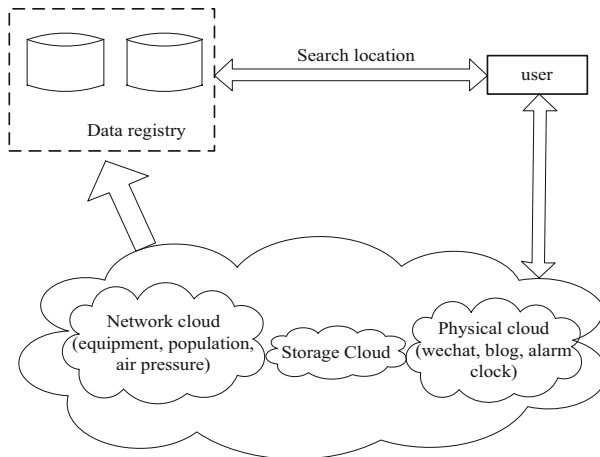 Search location
user
Data registry
Network cloud
(equipment, population,
air pressure)
Storage Cloud
Physical cloud
(wechat, blog, alarm
clock)